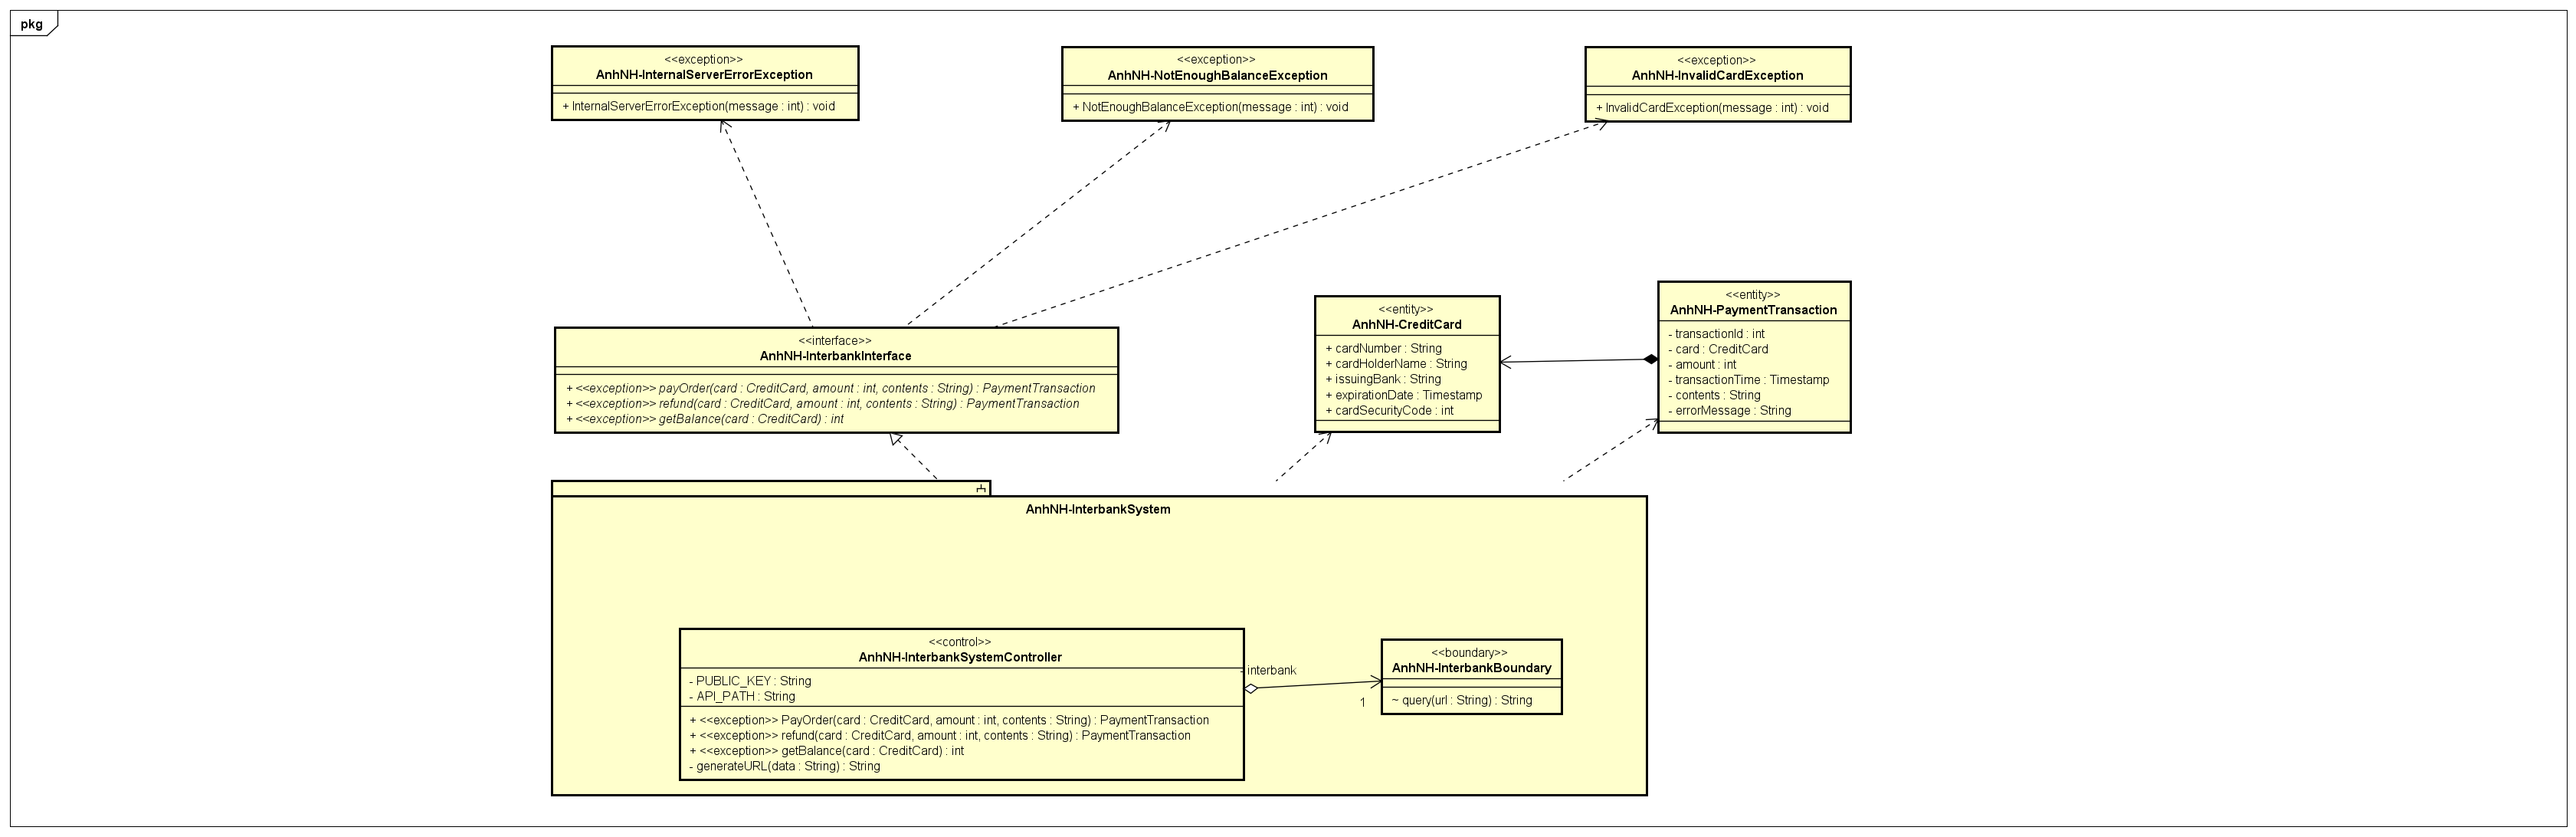 pkg
<<exception>>
AnhNH-InternalServerErrorException
+ InternalServerErrorException(message : int) : void
<<exception>>
AnhNH-NotEnoughBalanceException
+ NotEnoughBalanceException(message : int) : void
<<exception>>
AnhNH-InvalidCardException
+ InvalidCardException(message : int) : void
<<interface>>
AnhNH-InterbankInterface
+ <<exception>> payOrder(card : CreditCard, amount : int, contents : String) : PaymentTransaction
+ <<exception>> refund(card : CreditCard, amount : int, contents : String) : PaymentTransaction
+ <<exception>> getBalance(card : CreditCard) : int
<<entity>>
AnhNH-CreditCard
+ cardNumber : String
+ cardHolderName : String
+ issuingBank : String
+ expirationDate : Timestamp
+ cardSecurityCode : int
<<entity>>
AnhNH-PaymentTransaction
- transactionId : int
- card : CreditCard
- amount : int
- transactionTime : Timestamp
- contents : String
- errorMessage : String
AnhNH-InterbankSystem
<<control>>
AnhNH-InterbankSystemController
- PUBLIC_KEY : String
- API_PATH : String
+ <<exception>> PayOrder(card : CreditCard, amount : int, contents : String) : PaymentTransaction
+ <<exception>> refund(card : CreditCard, amount : int, contents : String) : PaymentTransaction
+ <<exception>> getBalance(card : CreditCard) : int
- generateURL(data : String) : String
- interbank
1
<<boundary>>
AnhNH-InterbankBoundary
~ query(url : String) : String